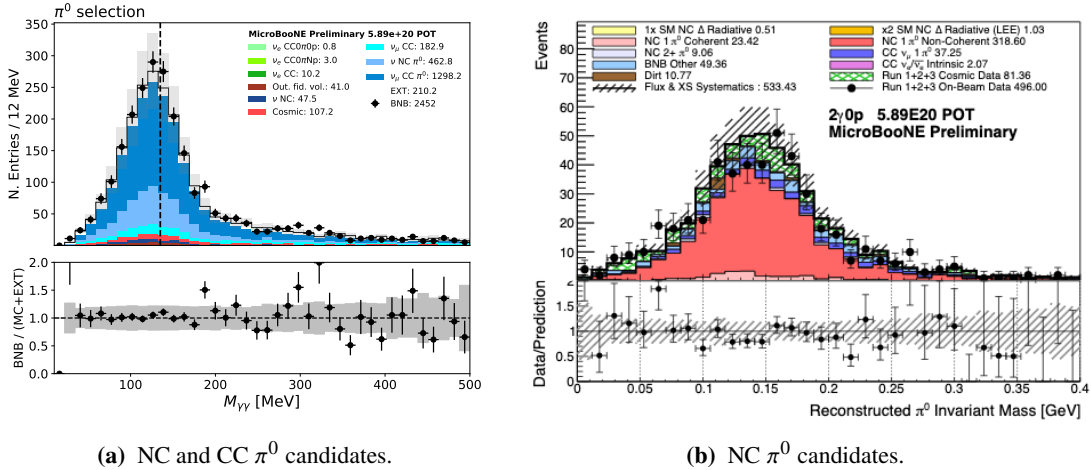 π⁰ selection
MicroBooNE Preliminary 5.89e+20 POT
νe CC0π0p: 0.8
νe CC0πNp: 3.0
νe CC: 10.2
Out. fid. vol.: 41.0
ν NC: 47.5
Cosmic: 107.2
νμ CC: 182.9
ν NC π⁰: 462.8
νμ CC π⁰: 1298.2
EXT: 210.2
BNB: 2452
N. Entries / 12 MeV
350
300
250
200
150
100
50
BNB / (MC+EXT)
2.0
1.5
1.0
0.5
0.0
100
200
300
400
500
Mγγ [MeV]
(a) NC and CC π⁰ candidates.
Events
80
70
60
50
40
30
20
10
1x SM NC Δ Radiative 0.51
NC 1 π⁰ Coherent 23.42
NC 2+ π⁰ 9.06
BNB Other 49.36
Dirt 10.77
Flux & XS Systematics : 533.43
x2 SM NC Δ Radiative (LEE) 1.03
NC 1 π⁰ Non-Coherent 318.60
CC νμ 1 π⁰ 37.25
CC νe/ν̅e Intrinsic 2.07
Run 1+2+3 Cosmic Data 81.36
Run 1+2+3 On-Beam Data 496.00
2γ0p 5.89E20 POT
MicroBooNE Preliminary
Data/Prediction
1.5
1
0.5
0
0
0.05
0.1
0.15
0.2
0.25
0.3
0.35
0.4
Reconstructed π⁰ Invariant Mass [GeV]
(b) NC π⁰ candidates.